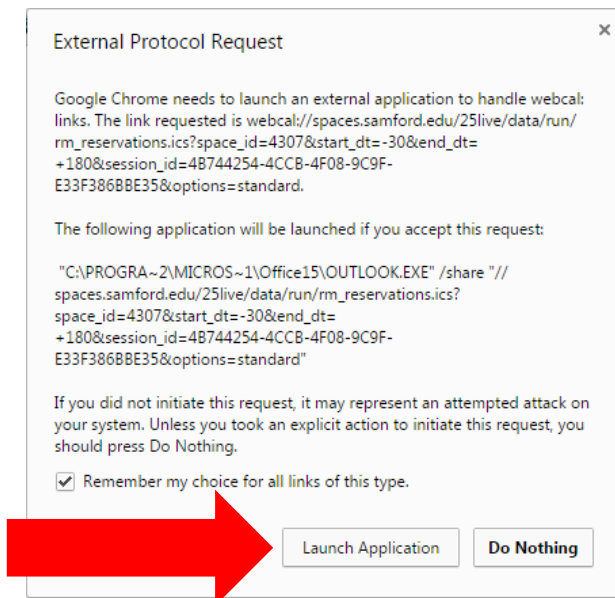 External Protocol Request
Google Chrome needs to launch an external application to handle webcal:
links. The link requested is webcal://spaces.samford.edu/25live/data/run/
rm_reservations.ics?space_id=4307&start_dt=-30&end_dt=
+180&session_id=4B744254-4CCB-4F08-9C9F-
E33F386BBE35&options=standard.
The following application will be launched if you accept this request:
"C:\PROGRA~2\MICROS~1\Office15\OUTLOOK.EXE" /share "//
spaces.samford.edu/25live/data/run/rm_reservations.ics?
space_id=4307&start_dt=-30&end_dt=
+180&session_id=4B744254-4CCB-4F08-9C9F-
E33F386BBE35&options=standard"
If you did not initiate this request, it may represent an attempted attack on
your system. Unless you took an explicit action to initiate this request, you
should press Do Nothing.
Remember my choice for all links of this type.
Launch Application Do Nothing